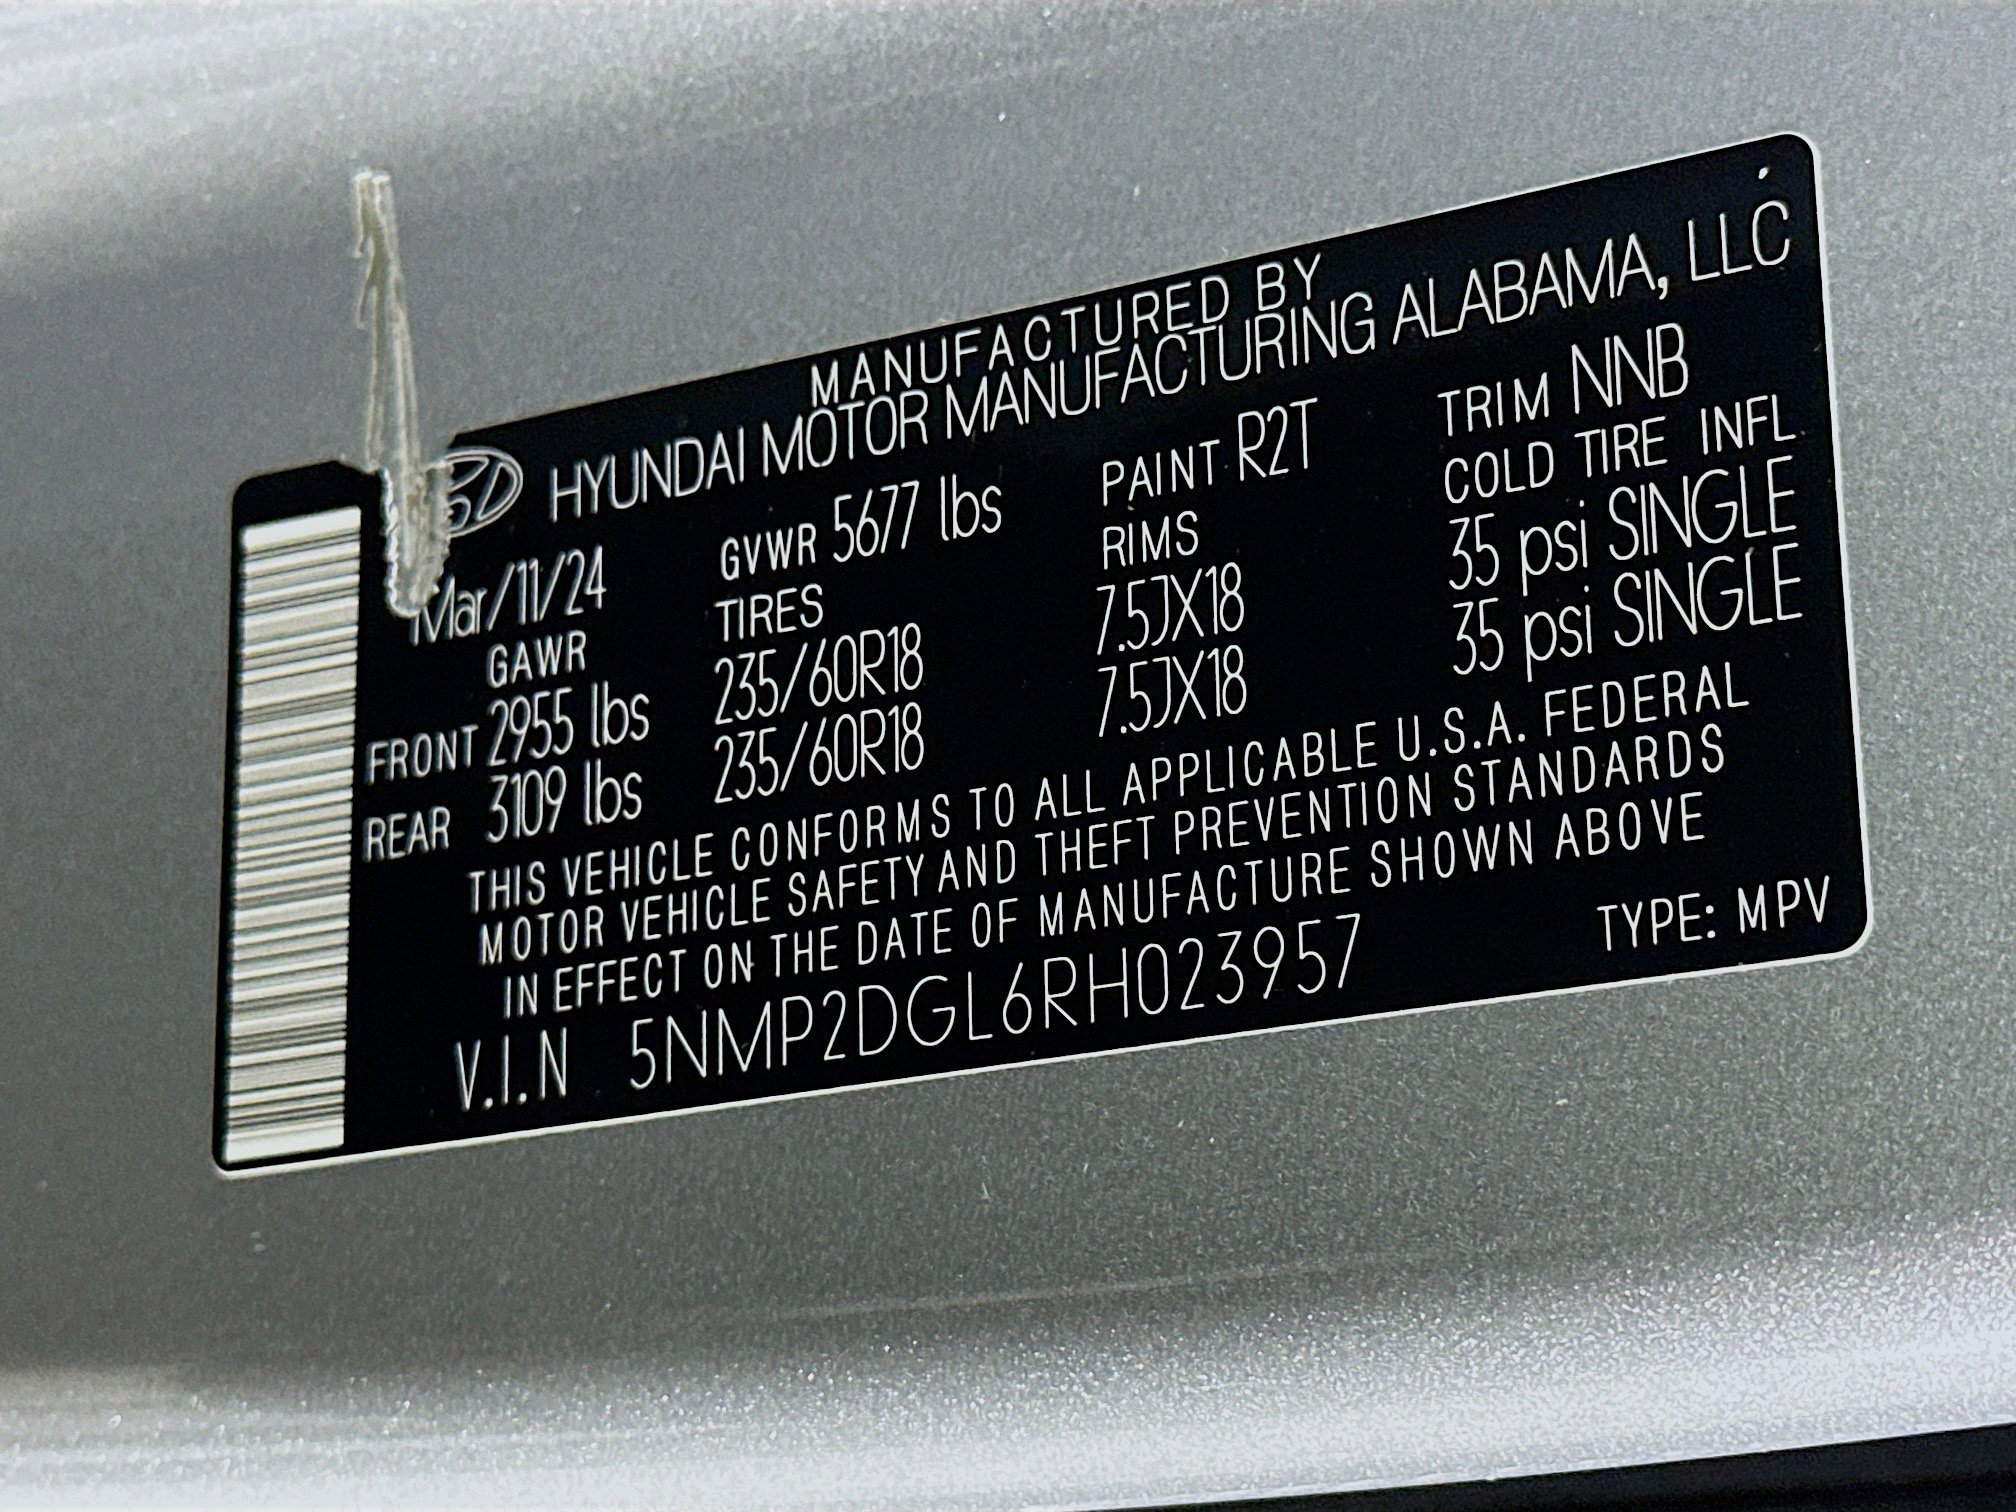 MANUFACTURED BY
HYUNDAI MOTOR MANUFACTURING ALABAMA, LLC
Mar/11/24 GVWR 5677 lbs PAINT R2T TRIM NNB
GAWR TIRES RIMS COLD TIRE INFL
FRONT 2955 lbs 235/60R18 7.5JX18 35 psi SINGLE
REAR 3109 lbs 235/60R18 7.5JX18 35 psi SINGLE
THIS VEHICLE CONFORMS TO ALL APPLICABLE U.S.A. FEDERAL
MOTOR VEHICLE SAFETY AND THEFT PREVENTION STANDARDS
IN EFFECT ON THE DATE OF MANUFACTURE SHOWN ABOVE
V.I.N 5NMP2DGL6RH023957 TYPE: MPV